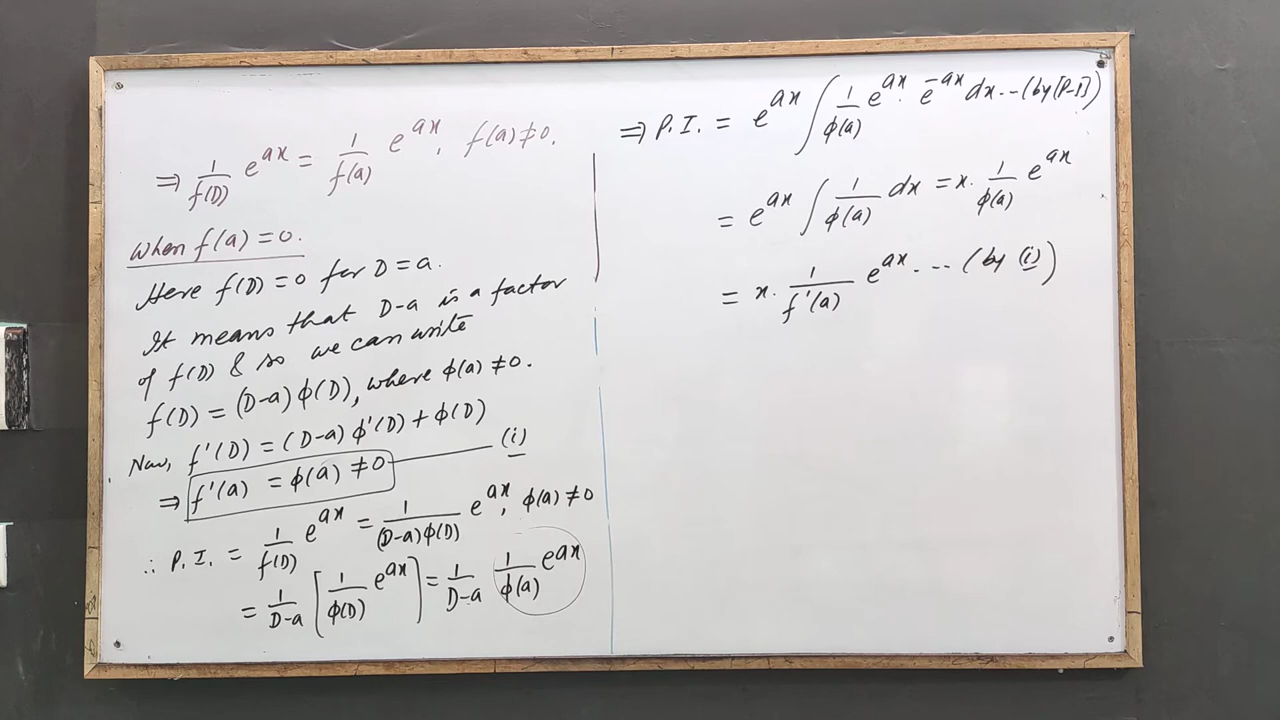 ⇒ 1/f(D) e^{ax} = 1/f(a) e^{ax}, f(a)≠0.
When f(a)=0.
Here f(D)=0 for D=a.
It means that D-a is a factor
of f(D) & so we can write
f(D) = (D-a) ϕ(D), where ϕ(a) ≠0.
Now, f'(D) = (D-a) ϕ'(D) + ϕ(D)
⇒ f'(a) = ϕ(a) ≠0 — (i)
∴ P.I. = 1/f(D) e^{ax} = 1/((D-a)ϕ(D)) e^{ax}, ϕ(a) ≠0
= 1/(D-a) [1/ϕ(D) e^{ax}] = 1/(D-a) 1/ϕ(a) e^{ax}
⇒ P.I. = e^{ax} ∫ 1/ϕ(a) e^{ax}. e^{-ax} dx -- (by [P-I])
= e^{ax} ∫ 1/ϕ(a) dx = x. 1/ϕ(a) e^{ax}
= x. 1/f'(a) e^{ax} --- (by (i))